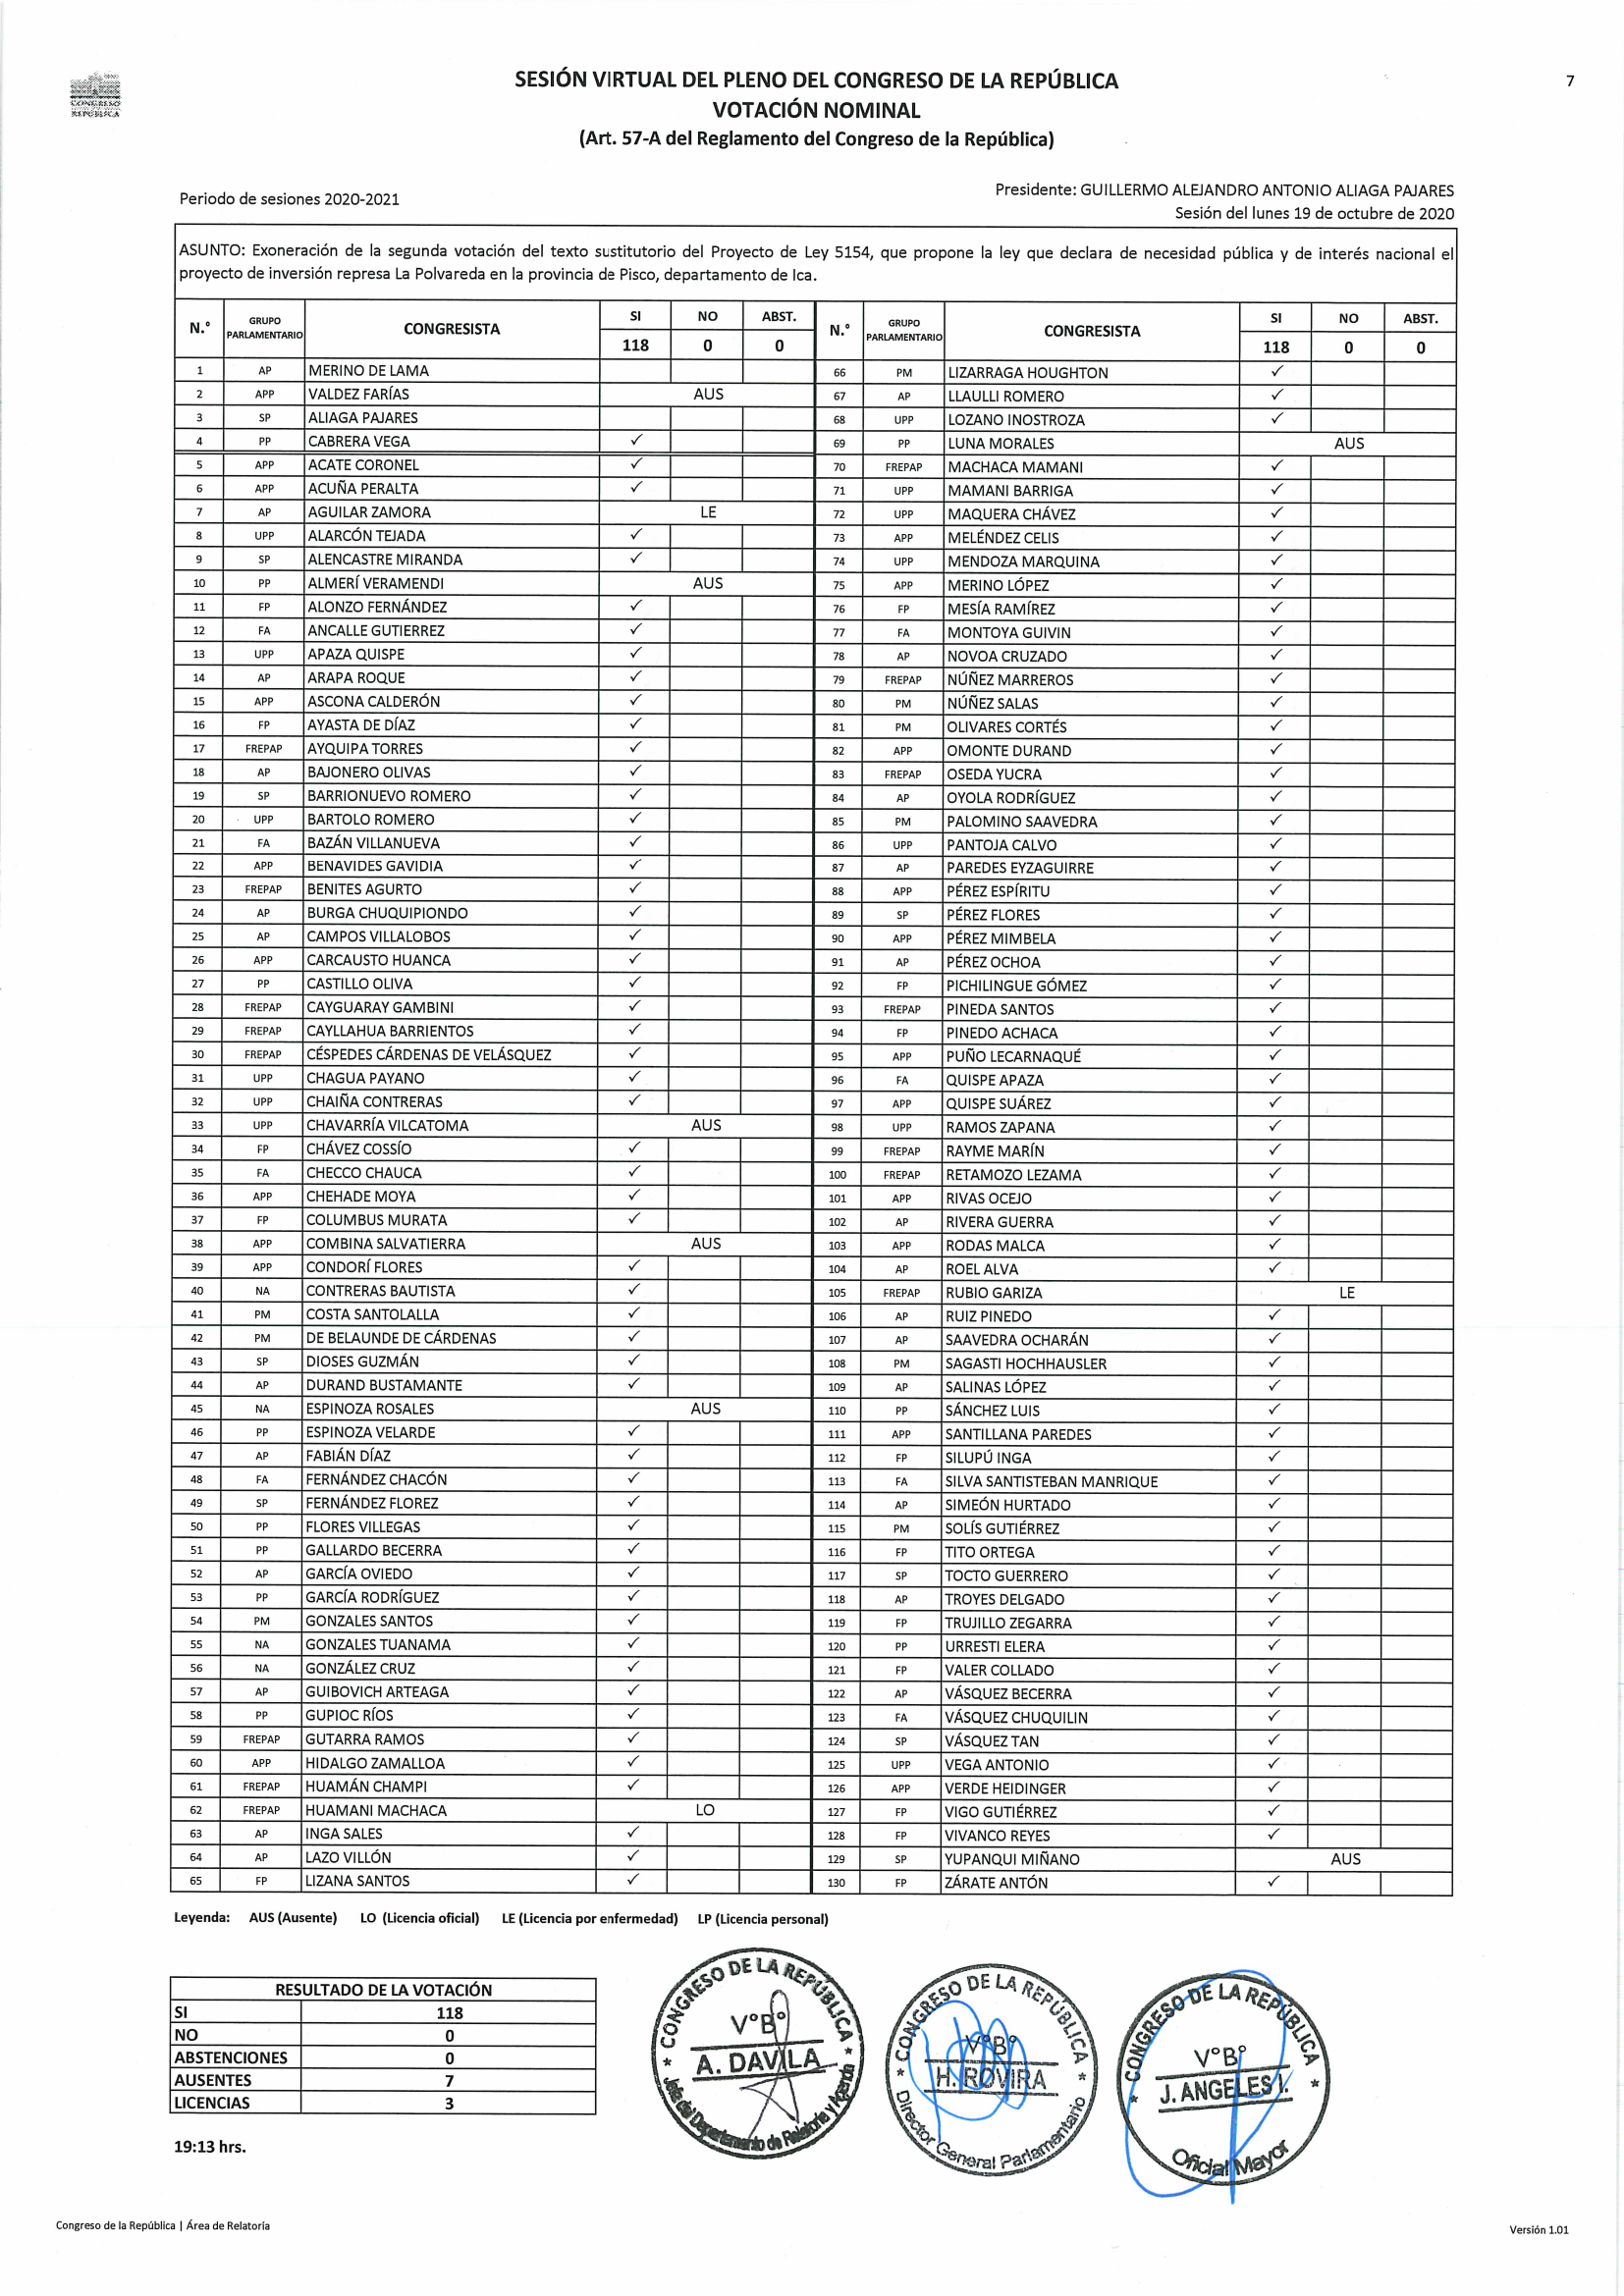 CONGRESO
REPÚBLICA
SESIÓN VIRTUAL DEL PLENO DEL CONGRESO DE LA REPÚBLICA
7
VOTACIÓN NOMINAL
(Art. 57-A del Reglamento del Congreso de la República)
Periodo de sesiones 2020-2021
Presidente: GUILLERMO ALEJANDRO ANTONIO ALIAGA PAJARES
Sesión del lunes 19 de octubre de 2020
ASUNTO: Exoneración de la segunda votación del texto sustitutorio del Proyecto de Ley 5154, que propone la ley que declara de necesidad pública y de interés nacional el
proyecto de inversión represa La Polvareda en la provincia de Pisco, departamento de Ica.
N.° GRUPO PARLAMENTARIO CONGRESISTA SI NO ABST. N.° GRUPO PARLAMENTARIO CONGRESISTA SI NO ABST.
118 0 0 118 0 0
1 AP MERINO DE LAMA 66 PM LIZARRAGA HOUGHTON ✓
2 APP VALDEZ FARÍAS AUS 67 AP LLAULLI ROMERO ✓
3 SP ALIAGA PAJARES 68 UPP LOZANO INOSTROZA ✓
4 PP CABRERA VEGA ✓ 69 PP LUNA MORALES AUS
5 APP ACATE CORONEL ✓ 70 FREPAP MACHACA MAMANI ✓
6 APP ACUÑA PERALTA ✓ 71 UPP MAMANI BARRIGA ✓
7 AP AGUILAR ZAMORA LE 72 UPP MAQUERA CHÁVEZ ✓
8 UPP ALARCÓN TEJADA ✓ 73 APP MELÉNDEZ CELIS ✓
9 SP ALENCASTRE MIRANDA ✓ 74 UPP MENDOZA MARQUINA ✓
10 PP ALMERÍ VERAMENDI AUS 75 APP MERINO LÓPEZ ✓
11 FP ALONZO FERNÁNDEZ ✓ 76 FP MESÍA RAMÍREZ ✓
12 FA ANCALLE GUTIERREZ ✓ 77 FA MONTOYA GUIVIN ✓
13 UPP APAZA QUISPE ✓ 78 AP NOVOA CRUZADO ✓
14 AP ARAPA ROQUE ✓ 79 FREPAP NÚÑEZ MARREROS ✓
15 APP ASCONA CALDERÓN ✓ 80 PM NÚÑEZ SALAS ✓
16 FP AYASTA DE DÍAZ ✓ 81 PM OLIVARES CORTÉS ✓
17 FREPAP AYQUIPA TORRES ✓ 82 APP OMONTE DURAND ✓
18 AP BAJONERO OLIVAS ✓ 83 FREPAP OSEDA YUCRA ✓
19 SP BARRIONUEVO ROMERO ✓ 84 AP OYOLA RODRÍGUEZ ✓
20 UPP BARTOLO ROMERO ✓ 85 PM PALOMINO SAAVEDRA ✓
21 FA BAZÁN VILLANUEVA ✓ 86 UPP PANTOJA CALVO ✓
22 APP BENAVIDES GAVIDIA ✓ 87 AP PAREDES EYZAGUIRRE ✓
23 FREPAP BENITES AGURTO ✓ 88 APP PÉREZ ESPÍRITU ✓
24 AP BURGA CHUQUIPIONDO ✓ 89 SP PÉREZ FLORES ✓
25 AP CAMPOS VILLALOBOS ✓ 90 APP PÉREZ MIMBELA ✓
26 APP CARCAUSTO HUANCA ✓ 91 AP PÉREZ OCHOA ✓
27 PP CASTILLO OLIVA ✓ 92 FP PICHILINGUE GÓMEZ ✓
28 FREPAP CAYGUARAY GAMBINI ✓ 93 FREPAP PINEDA SANTOS ✓
29 FREPAP CAYLLAHUA BARRIENTOS ✓ 94 FP PINEDO ACHACA ✓
30 FREPAP CÉSPEDES CÁRDENAS DE VELÁSQUEZ ✓ 95 APP PUÑO LECARNAQUÉ ✓
31 UPP CHAGUA PAYANO ✓ 96 FA QUISPE APAZA ✓
32 UPP CHAIÑA CONTRERAS ✓ 97 APP QUISPE SUÁREZ ✓
33 UPP CHAVARRÍA VILCATOMA AUS 98 UPP RAMOS ZAPANA ✓
34 FP CHÁVEZ COSSÍO ✓ 99 FREPAP RAYME MARÍN ✓
35 FA CHECCO CHAUCA ✓ 100 FREPAP RETAMOZO LEZAMA ✓
36 APP CHEHADE MOYA ✓ 101 APP RIVAS OCEJO ✓
37 FP COLUMBUS MURATA ✓ 102 AP RIVERA GUERRA ✓
38 APP COMBINA SALVATIERRA AUS 103 APP RODAS MALCA ✓
39 APP CONDORÍ FLORES ✓ 104 AP ROEL ALVA ✓
40 NA CONTRERAS BAUTISTA ✓ 105 FREPAP RUBIO GARIZA LE
41 PM COSTA SANTOLALLA ✓ 106 AP RUIZ PINEDO ✓
42 PM DE BELAUNDE DE CÁRDENAS ✓ 107 AP SAAVEDRA OCHARÁN ✓
43 SP DIOSES GUZMÁN ✓ 108 PM SAGASTI HOCHHAUSLER ✓
44 AP DURAND BUSTAMANTE ✓ 109 AP SALINAS LÓPEZ ✓
45 NA ESPINOZA ROSALES AUS 110 PP SÁNCHEZ LUIS ✓
46 PP ESPINOZA VELARDE ✓ 111 APP SANTILLANA PAREDES ✓
47 AP FABIÁN DÍAZ ✓ 112 FP SILUPÚ INGA ✓
48 FA FERNÁNDEZ CHACÓN ✓ 113 FA SILVA SANTISTEBAN MANRIQUE ✓
49 SP FERNÁNDEZ FLOREZ ✓ 114 AP SIMEÓN HURTADO ✓
50 PP FLORES VILLEGAS ✓ 115 PM SOLÍS GUTIÉRREZ ✓
51 PP GALLARDO BECERRA ✓ 116 FP TITO ORTEGA ✓
52 AP GARCÍA OVIEDO ✓ 117 SP TOCTO GUERRERO ✓
53 PP GARCÍA RODRÍGUEZ ✓ 118 AP TROYES DELGADO ✓
54 PM GONZALES SANTOS ✓ 119 FP TRUJILLO ZEGARRA ✓
55 NA GONZALES TUANAMA ✓ 120 PP URRESTI ELERA ✓
56 NA GONZÁLEZ CRUZ ✓ 121 FP VALER COLLADO ✓
57 AP GUIBOVICH ARTEAGA ✓ 122 AP VÁSQUEZ BECERRA ✓
58 PP GUPIOC RÍOS ✓ 123 FA VÁSQUEZ CHUQUILIN ✓
59 FREPAP GUTARRA RAMOS ✓ 124 SP VÁSQUEZ TAN ✓
60 APP HIDALGO ZAMALLOA ✓ 125 UPP VEGA ANTONIO ✓
61 FREPAP HUAMÁN CHAMPI ✓ 126 APP VERDE HEIDINGER ✓
62 FREPAP HUAMANI MACHACA LO 127 FP VIGO GUTIÉRREZ ✓
63 AP INGA SALES ✓ 128 FP VIVANCO REYES ✓
64 AP LAZO VILLÓN ✓ 129 SP YUPANQUI MIÑANO AUS
65 FP LIZANA SANTOS ✓ 130 FP ZÁRATE ANTÓN ✓
Leyenda: AUS (Ausente) LO (Licencia oficial) LE (Licencia por enfermedad) LP (Licencia personal)
RESULTADO DE LA VOTACIÓN
SI 118
NO 0
ABSTENCIONES 0
AUSENTES 7
LICENCIAS 3
19:13 hrs.
* CONGRESO DE LA REPÚBLICA *
V°B°
A. DAVILA
Jefe del Departamento de Relatoría y Agenda
* CONGRESO DE LA REPÚBLICA *
V°B°
H. ROVIRA
Director General Parlamentario
* CONGRESO DE LA REPÚBLICA *
V°B°
J. ANGELES I.
Oficial Mayor
Congreso de la República | Área de Relatoría
Versión 1.01